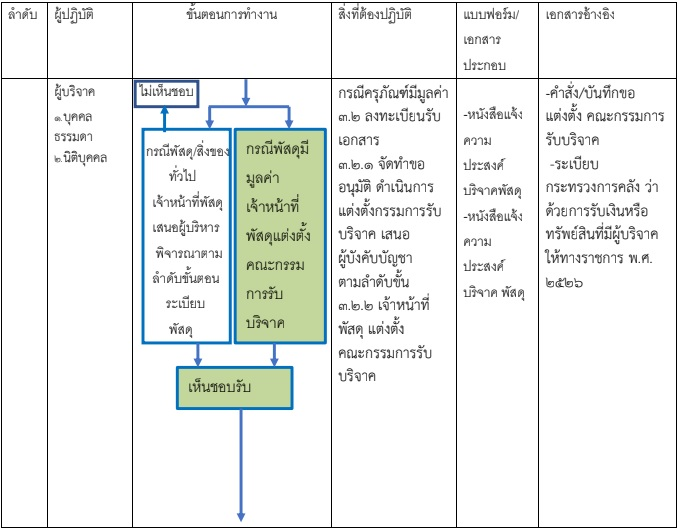 ลำดับ
ผู้ปฏิบัติ
ขั้นตอนการทำงาน
สิ่งที่ต้องปฏิบัติ
แบบฟอร์ม/
เอกสาร
ประกอบ
เอกสารอ้างอิง
ผู้บริจาค
๑.บุคคล
ธรรมดา
๒.นิติบุคคล
ไม่เห็นชอบ
กรณีพัสดุ/สิ่งของ
ทั่วไป
เจ้าหน้าที่พัสดุ
เสนอผู้บริหาร
พิจารณาตาม
ลำดับขั้นตอน
ระเบียบ
พัสดุ
กรณีพัสดุมี
มูลค่า
เจ้าหน้าที่
พัสดุแต่งตั้ง
คณะกรรม
การรับ
บริจาค
เห็นชอบรับ
กรณีครุภัณฑ์มีมูลค่า
๓.๒ ลงทะเบียนรับ
เอกสาร
๓.๒.๑ จัดทำขอ
อนุมัติ ดำเนินการ
แต่งตั้งกรรมการรับ
บริจาค เสนอ
ผู้บังคับบัญชา
ตามลำดับขั้น
๓.๒.๒ เจ้าหน้าที่
พัสดุ แต่งตั้ง
คณะกรรมการรับ
บริจาค
-หนังสือแจ้ง
ความ
ประสงค์
บริจาคพัสดุ
-หนังสือแจ้ง
ความ
ประสงค์
บริจาค พัสดุ
-คำสั่ง/บันทึกขอ
แต่งตั้ง คณะกรรมการ
รับบริจาค
-ระเบียบ
กระทรวงการคลัง ว่า
ด้วยการรับเงินหรือ
ทรัพย์สินที่มีผู้บริจาค
ให้ทางราชการ พ.ศ.
๒๕๒๖